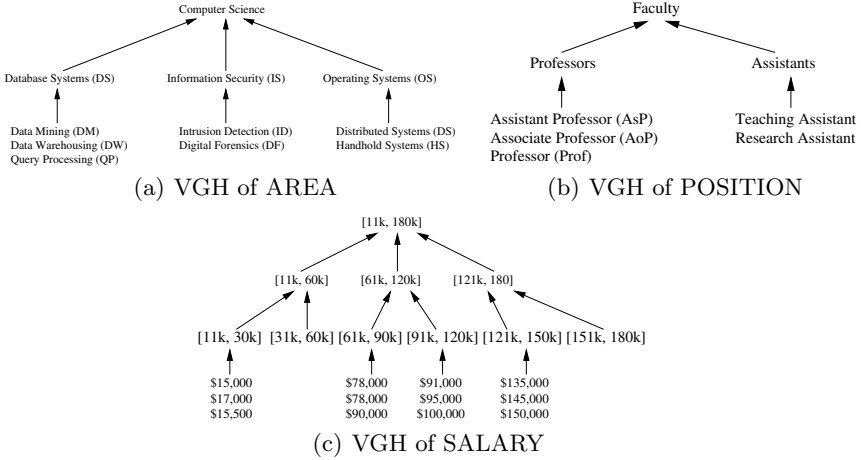 Computer Science
Database Systems (DS) Information Security (IS) Operating Systems (OS)
Data Mining (DM)
Data Warehousing (DW)
Query Processing (QP)
Intrusion Detection (ID)
Digital Forensics (DF)
Distributed Systems (DS)
Handhold Systems (HS)
(a) VGH of AREA
Faculty
Professors Assistants
Assistant Professor (AsP)
Associate Professor (AoP)
Professor (Prof)
Teaching Assistant
Research Assistant
(b) VGH of POSITION
[11k, 180k]
[11k, 60k] [61k, 120k] [121k, 180]
[11k, 30k] [31k, 60k] [61k, 90k] [91k, 120k] [121k, 150k] [151k, 180k]
$15,000 $78,000 $91,000 $135,000
$17,000 $78,000 $95,000 $145,000
$15,500 $90,000 $100,000 $150,000
(c) VGH of SALARY